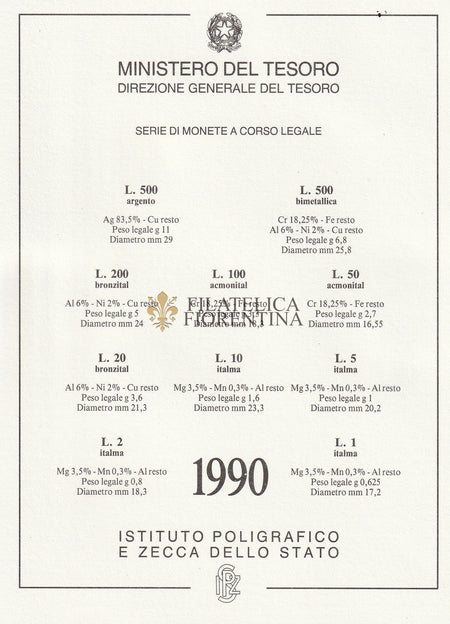 MINISTERO DEL TESORO
DIREZIONE GENERALE DEL TESORO
SERIE DI MONETE A CORSO LEGALE
L. 500
argento
Ag 83,5% - Cu resto
Peso legale g 11
Diametro mm 29
L. 500
bimetallica
Cr 18,25% - Fe resto
Al 6% - Ni 2% - Cu resto
Peso legale g 6,8
Diametro mm 25,8
L. 200
bronzital
Al 6% - Ni 2% - Cu resto
Peso legale g 5
Diametro mm 24
L. 100
acmonital
Cr 18,25% - Fe resto
Peso legale g
Diametro mm 18,3
L. 50
acmonital
Cr 18,25% - Fe resto
Peso legale g 2,7
Diametro mm 16,55
FILATELICA
FIORENTINA
L. 20
bronzital
Al 6% - Ni 2% - Cu resto
Peso legale g 3,6
Diametro mm 21,3
L. 10
italma
Mg 3,5% - Mn 0,3% - Al resto
Peso legale g 1,6
Diametro mm 23,3
L. 5
italma
Mg 3,5% - Mn 0,3% - Al resto
Peso legale g 1
Diametro mm 20,2
L. 2
italma
Mg 3,5% - Mn 0,3% - Al resto
Peso legale g 0,8
Diametro mm 18,3
1990
L. 1
italma
Mg 3,5% - Mn 0,3% - Al resto
Peso legale g 0,625
Diametro mm 17,2
ISTITUTO POLIGRAFICO
E ZECCA DELLO STATO